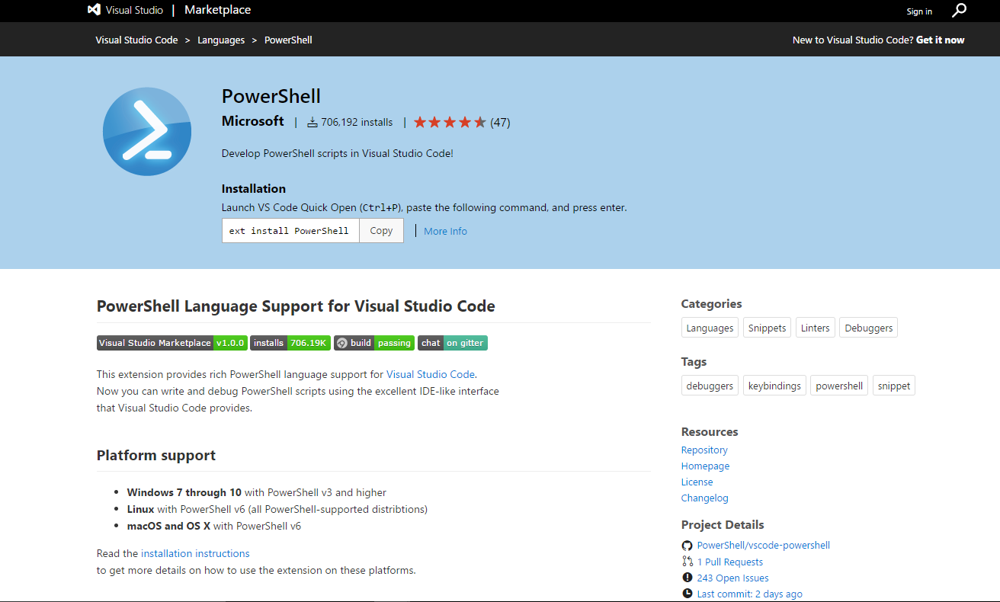 Visual Studio | Marketplace
Sign in
Visual Studio Code > Languages > PowerShell
New to Visual Studio Code? Get it now
PowerShell
Microsoft | 706,192 installs | (47)
Develop PowerShell scripts in Visual Studio Code!
Installation
Launch VS Code Quick Open (Ctrl+P), paste the following command, and press enter.
ext install PowerShell Copy | More Info
PowerShell Language Support for Visual Studio Code
Visual Studio Marketplace v1.0.0 installs 706.19K build passing chat on gitter
This extension provides rich PowerShell language support for Visual Studio Code.
Now you can write and debug PowerShell scripts using the excellent IDE-like interface
that Visual Studio Code provides.
Platform support
• Windows 7 through 10 with PowerShell v3 and higher
• Linux with PowerShell v6 (all PowerShell-supported distribtions)
• macOS and OS X with PowerShell v6
Read the installation instructions
to get more details on how to use the extension on these platforms.
Categories
Languages Snippets Linters Debuggers
Tags
debuggers keybindings powershell snippet
Resources
Repository
Homepage
License
Changelog
Project Details
PowerShell/vscode-powershell
1 Pull Requests
243 Open Issues
Last commit: 2 days ago